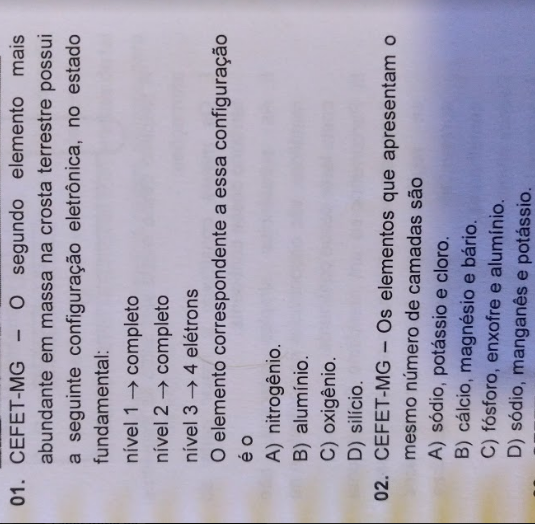 01. CEFET-MG – O segundo elemento mais
abundante em massa na crosta terrestre possui
a seguinte configuração eletrônica, no estado
fundamental:
nível 1 → completo
nível 2 → completo
nível 3 → 4 elétrons
O elemento correspondente a essa configuração
é o
A) nitrogênio.
B) alumínio.
C) oxigênio.
D) silício.
02. CEFET-MG – Os elementos que apresentam o
mesmo número de camadas são
A) sódio, potássio e cloro.
B) cálcio, magnésio e bário.
C) fósforo, enxofre e alumínio.
D) sódio, manganês e potássio.